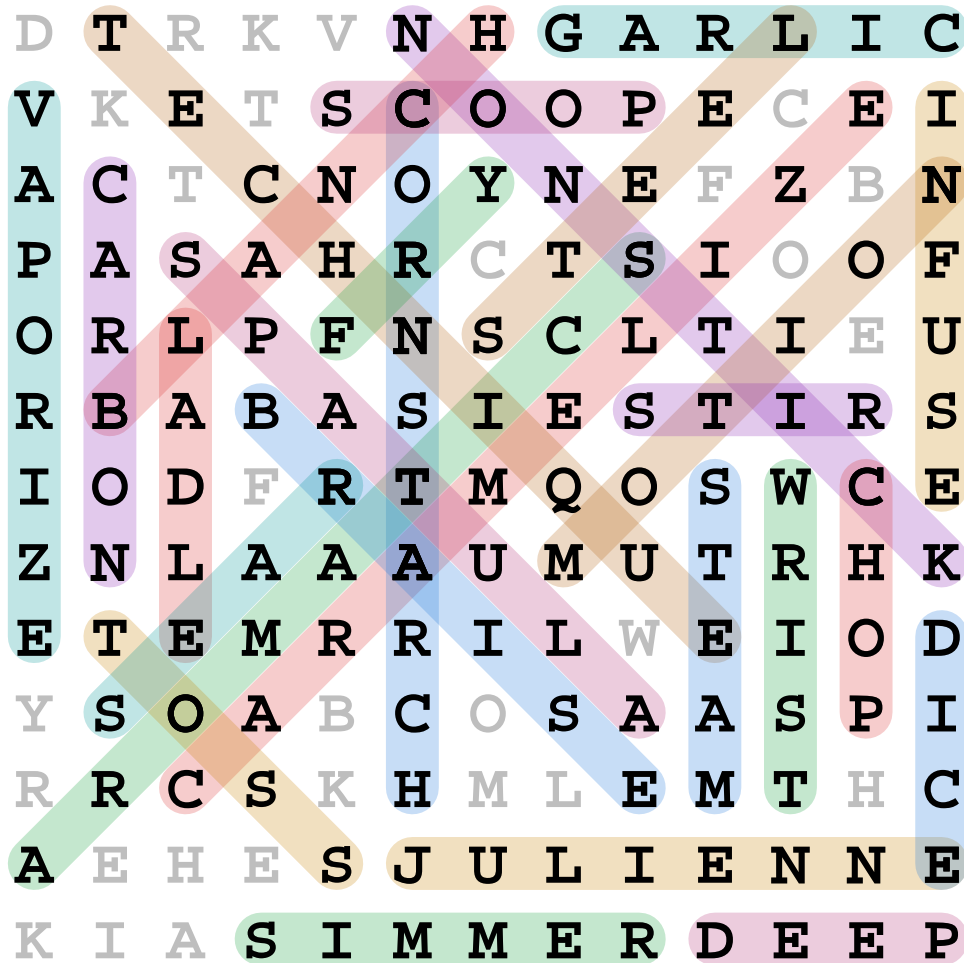 D T R K V N H G A R L I C
V K E T S C O O P E C E I
A C T C N O Y N E F Z B N
P A S A H R C T S I O O F
O R L P F N S C L T I E U
R B A B A S I E S T I R S
I O D F R T M Q O S W C E
Z N L A A A U M U T R H K
E T E M R R I L W E I O D
Y S O A B C O S A A S P I
R R C S K H M L E M T H C
A E H E S J U L I E N N E
K I A S I M M E R D E E P